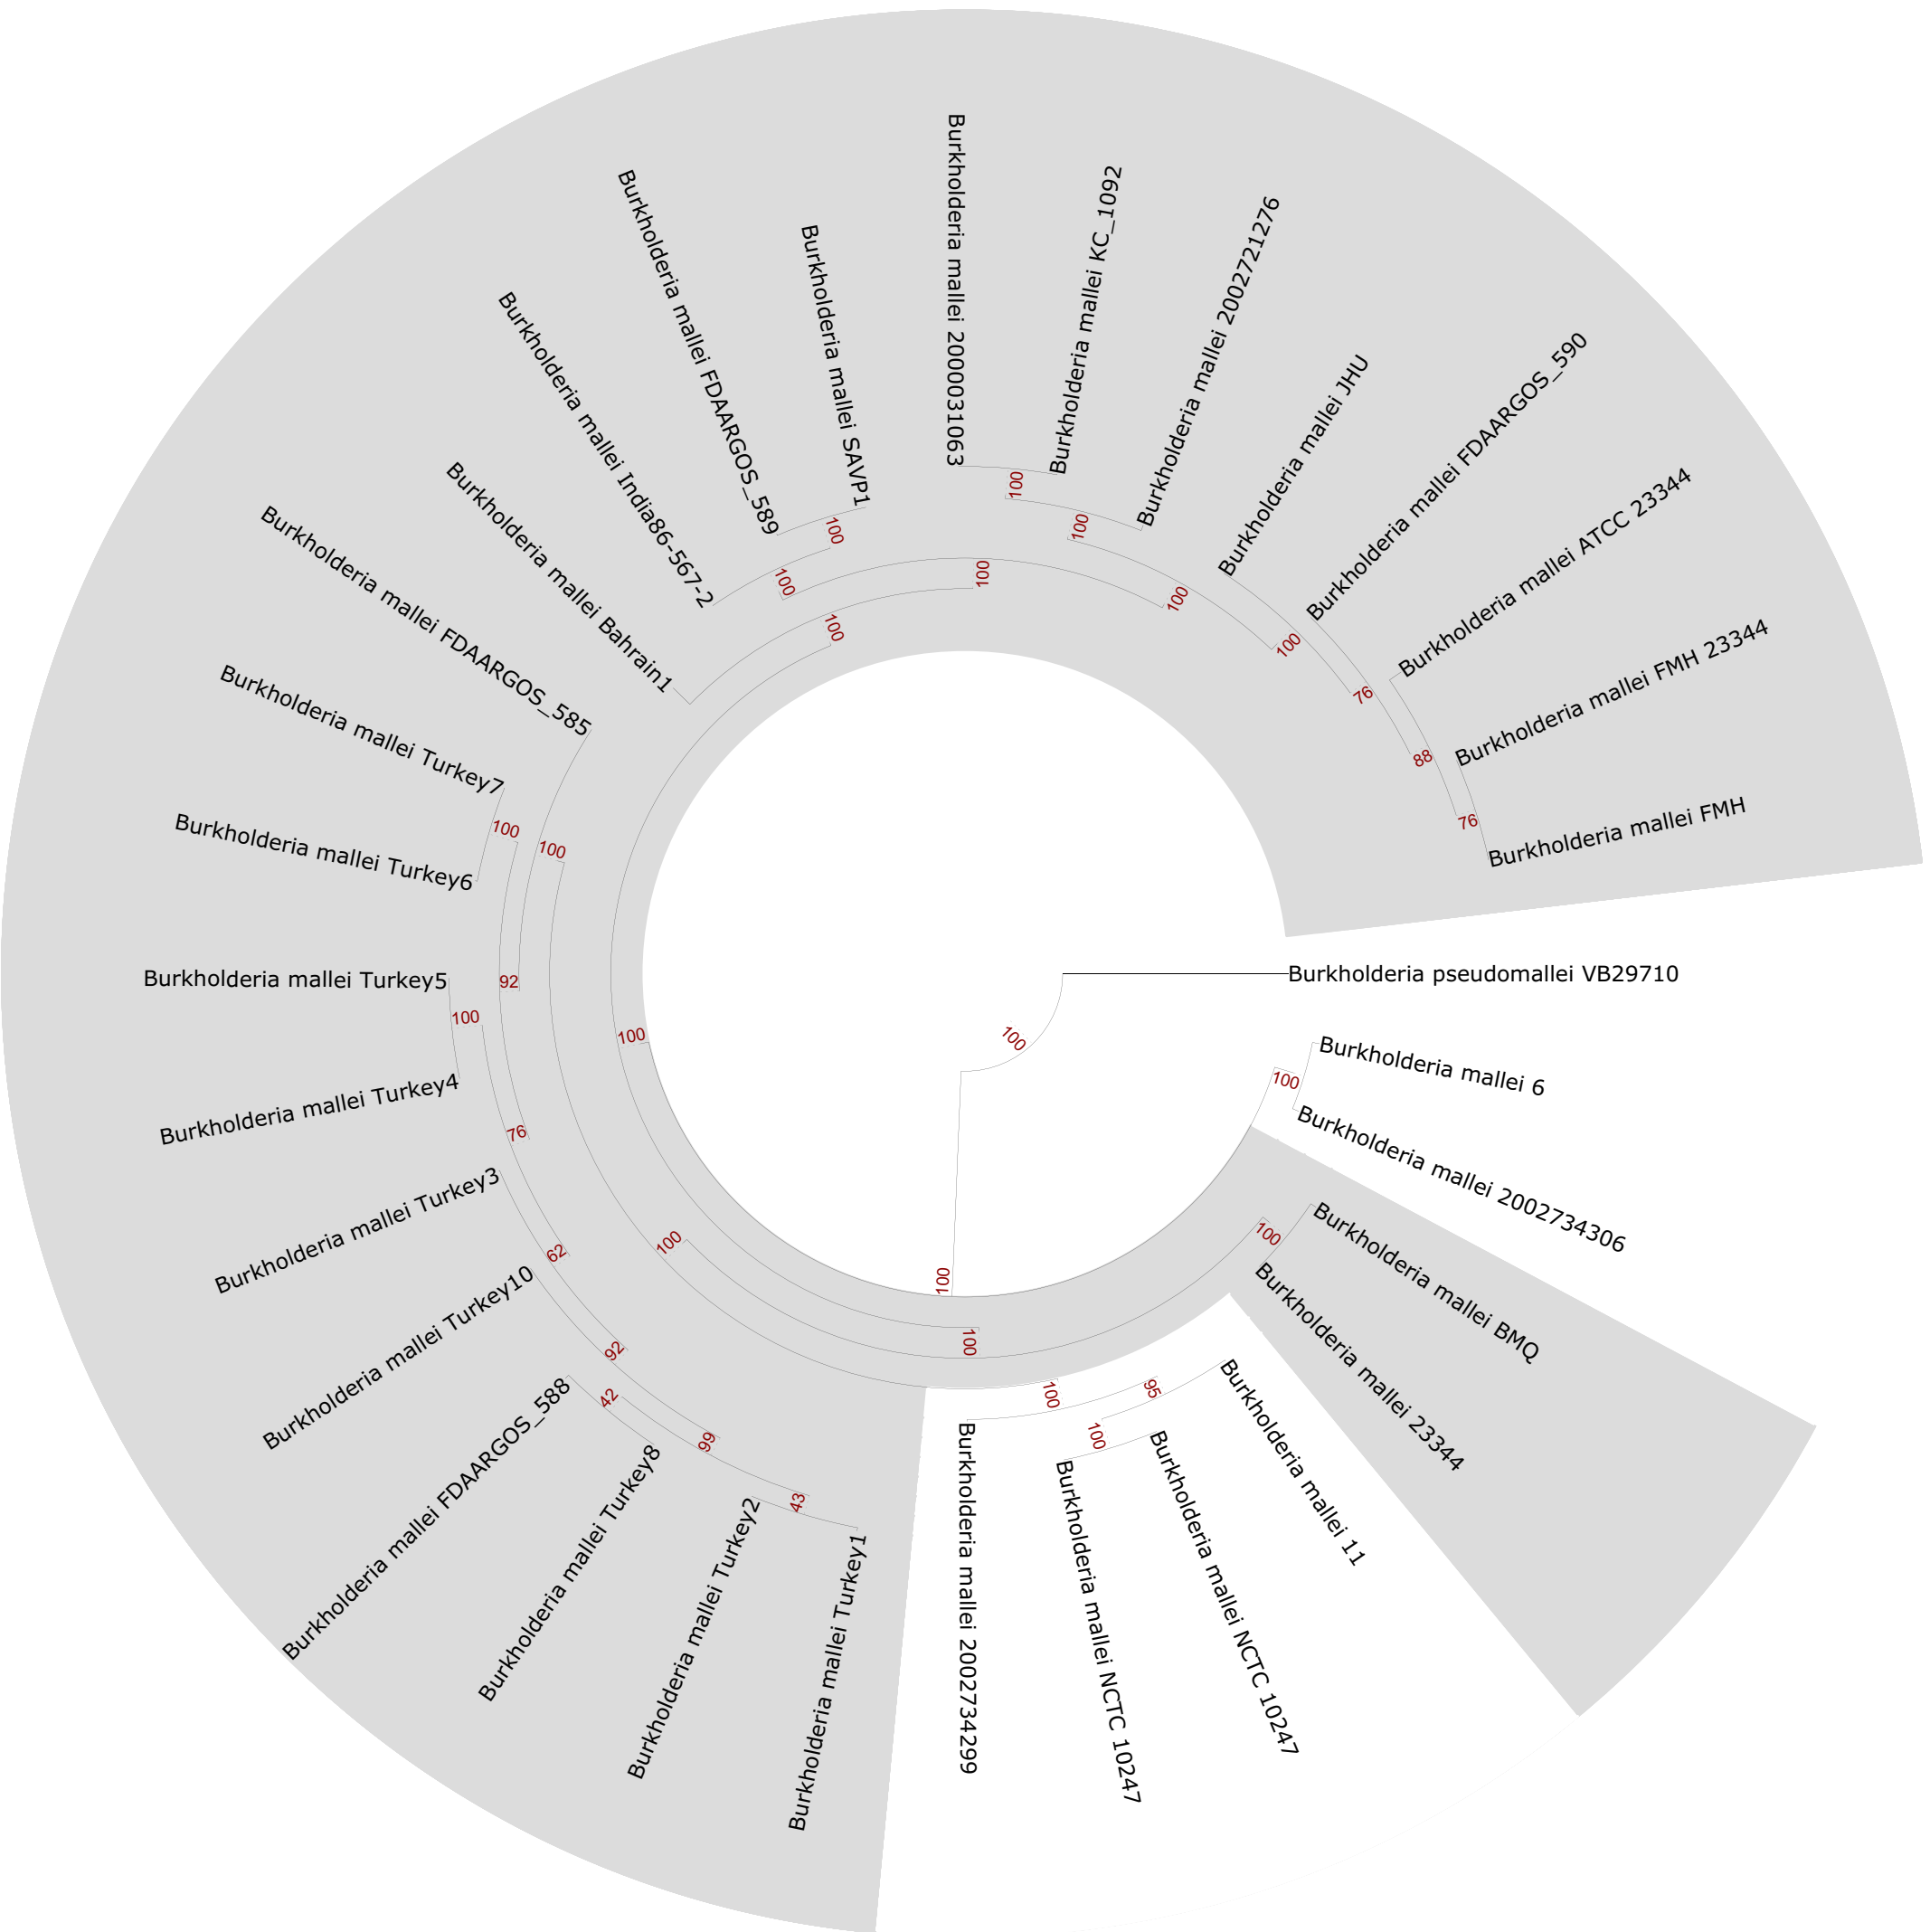 Burkholderia mallei 2000031063
Burkholderia mallei KC_1092
Burkholderia mallei 2002721276
Burkholderia mallei JHU
Burkholderia mallei FDAARGOS_590
Burkholderia mallei ATCC 23344
Burkholderia mallei FMH 23344
Burkholderia mallei FMH
Burkholderia pseudomallei VB29710
Burkholderia mallei 6
Burkholderia mallei 2002734306
Burkholderia mallei BMQ
Burkholderia mallei 23344
Burkholderia mallei 11
Burkholderia mallei NCTC 10247
Burkholderia mallei NCTC 10247
Burkholderia mallei 2002734299
Burkholderia mallei Turkey1
Burkholderia mallei Turkey2
Burkholderia mallei Turkey8
Burkholderia mallei FDAARGOS_588
Burkholderia mallei Turkey10
Burkholderia mallei Turkey3
Burkholderia mallei Turkey4
Burkholderia mallei Turkey5
Burkholderia mallei Turkey6
Burkholderia mallei Turkey7
Burkholderia mallei FDAARGOS_585
Burkholderia mallei Bahrain1
Burkholderia mallei India86-567-2
Burkholderia mallei FDAARGOS_589
Burkholderia mallei SAVP1
100
100
100
100
76
88
76
100
100
100
100
100
100
92
100
76
62
92
42
99
43
100
100
100
100
95
100
100
100
100
100